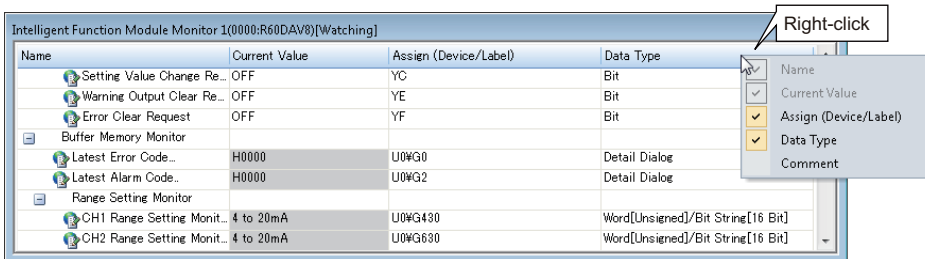 Right-click
Intelligent Function Module Monitor 1(0000:R60DAV8)[Watching]
Name Current Value Assign (Device/Label) Data Type
Setting Value Change Re... OFF YC Bit
Warning Output Clear Re... OFF YE Bit
Error Clear Request OFF YF Bit
Buffer Memory Monitor
Latest Error Code.. H0000 U0¥G0 Detail Dialog
Latest Alarm Code.. H0000 U0¥G2 Detail Dialog
Range Setting Monitor
CH1 Range Setting Monit... 4 to 20mA U0¥G430 Word[Unsigned]/Bit String[16 Bit]
CH2 Range Setting Monit... 4 to 20mA U0¥G630 Word[Unsigned]/Bit String[16 Bit]
Name
Current Value
Assign (Device/Label)
Data Type
Comment